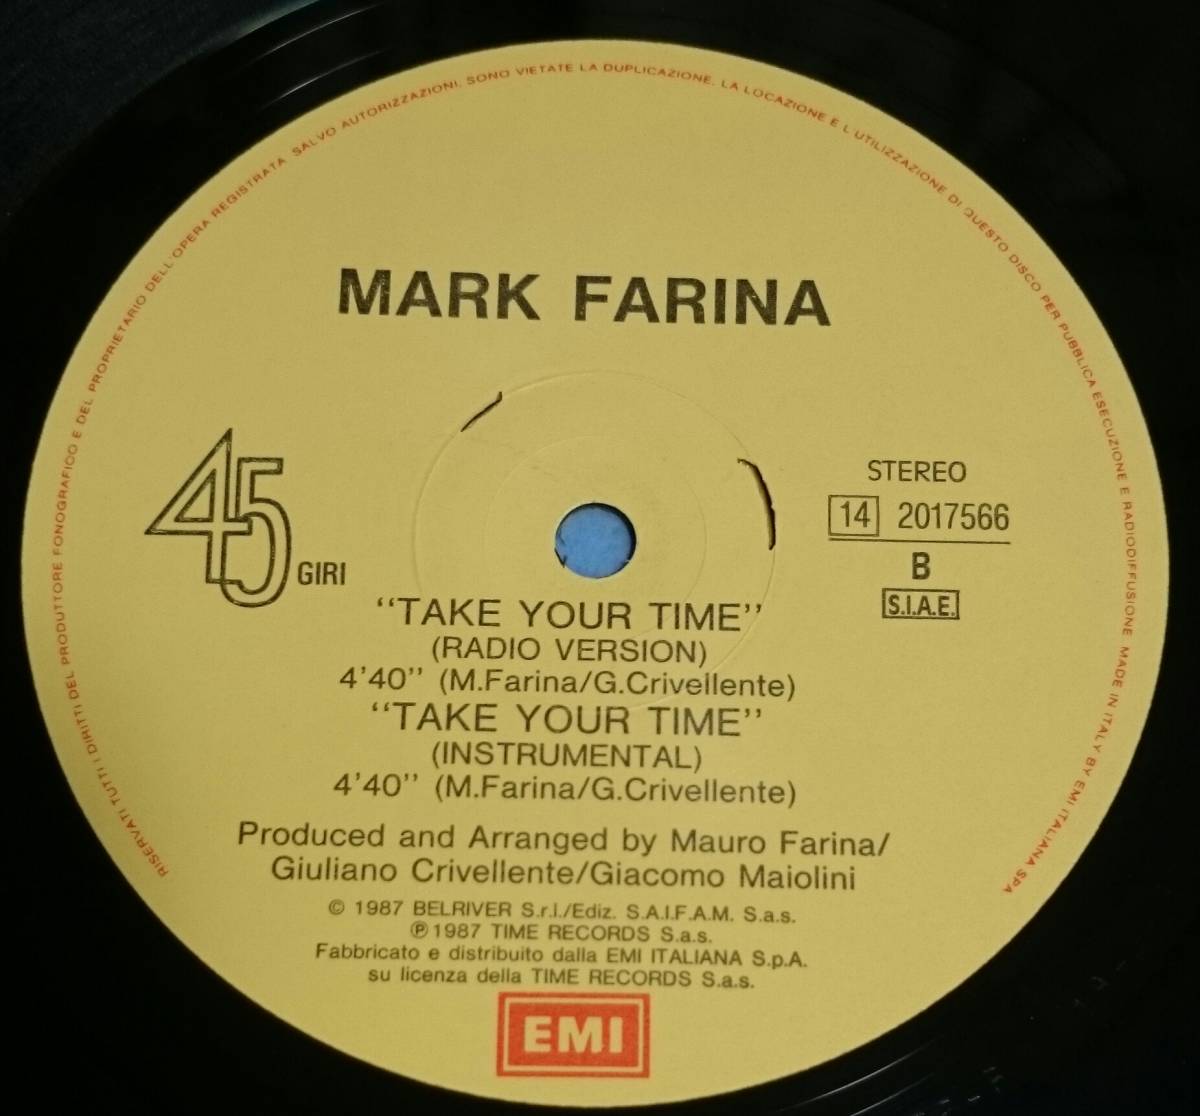 RISERVATI TUTTI I DIRITTI DEL PRODUTTORE FONOGRAFICO E DEL PROPRIETARIO DELL'OPERA REGISTRATA. SALVO AUTORIZZAZIONI, SONO VIETATE LA DUPLICAZIONE, LA LOCAZIONE E L'UTILIZZAZIONE DI QUESTO DISCO PER PUBBLICA ESECUZIONE E RADIODIFFUSIONE MADE IN ITALY BY EMI ITALIANA SPA
MARK FARINA
45 GIRI
STEREO
14 2017566
B
S.I.A.E.
"TAKE YOUR TIME"
(RADIO VERSION)
4'40" (M.Farina/G.Crivellente)
"TAKE YOUR TIME"
(INSTRUMENTAL)
4'40" (M.Farina/G.Crivellente)
Produced and Arranged by Mauro Farina/
Giuliano Crivellente/Giacomo Maiolini
© 1987 BELRIVER S.r.l./Ediz. S.A.I.F.A.M. S.a.s.
℗ 1987 TIME RECORDS S.a.s.
Fabbricato e distribuito dalla EMI ITALIANA S.p.A.
su licenza della TIME RECORDS S.a.s.
EMI